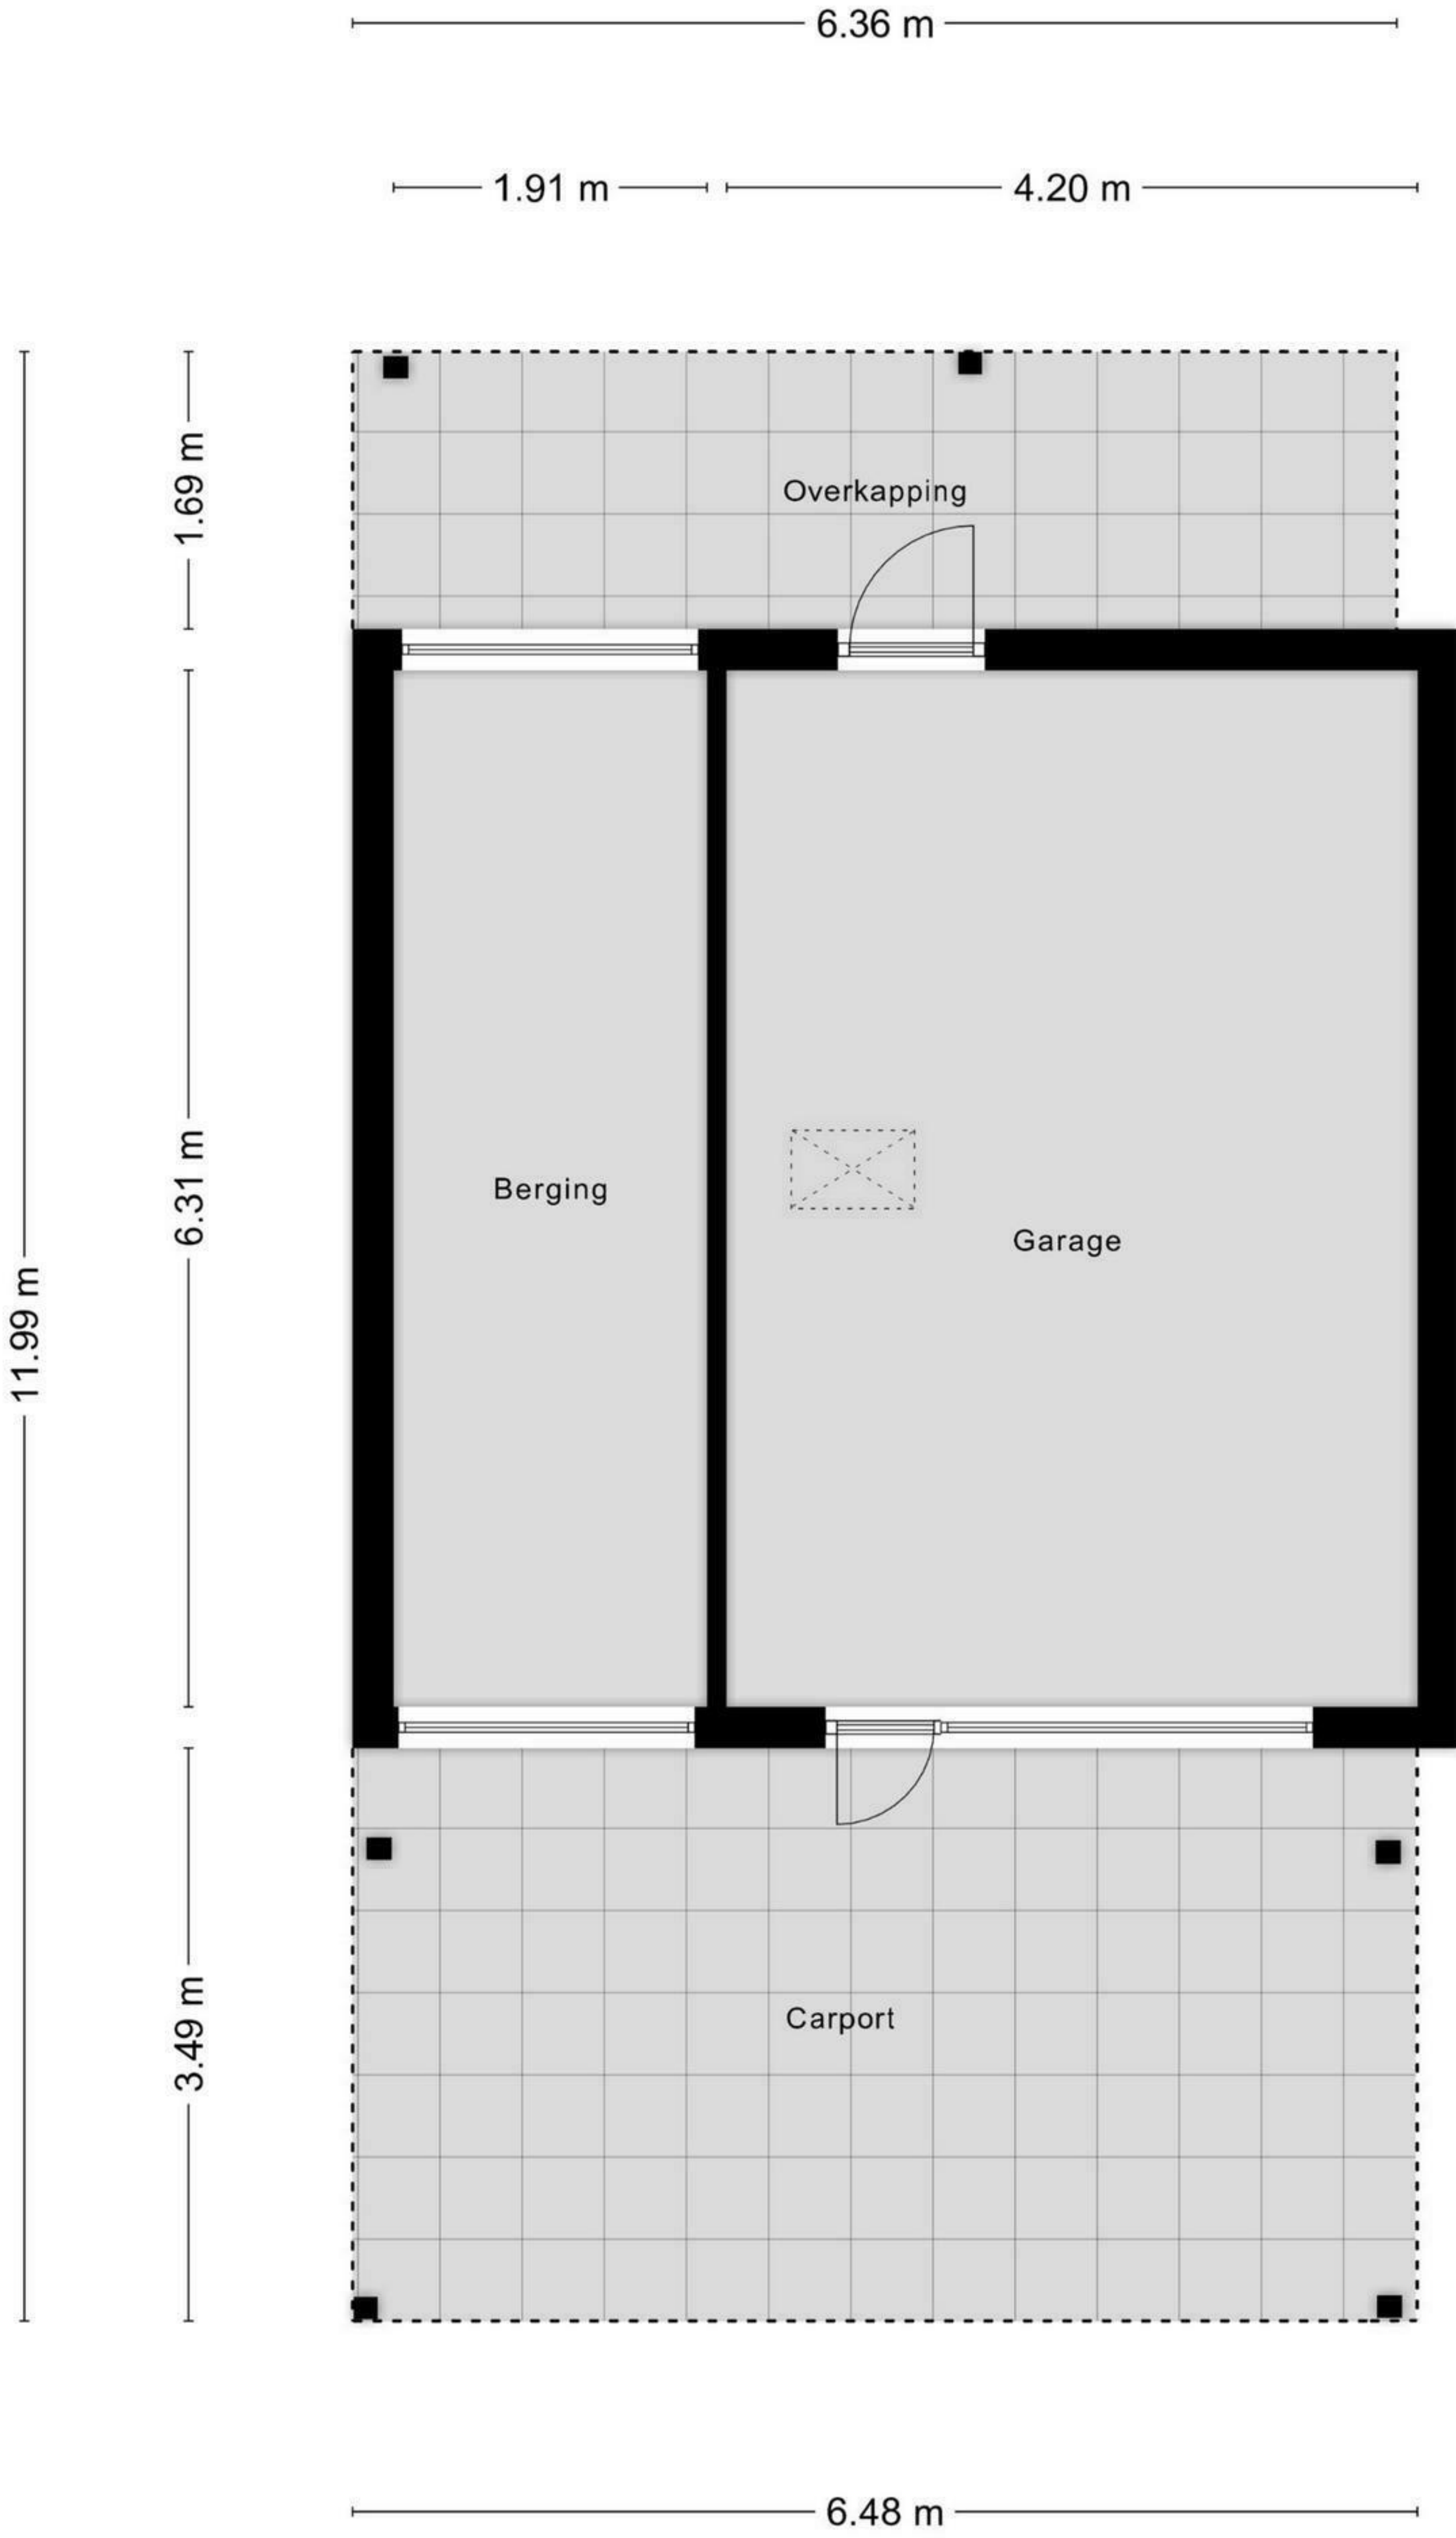 6.36 m
1.91 m
4.20 m
1.69 m
Overkapping
6.31 m
Berging
Garage
11.99 m
3.49 m
Carport
6.48 m